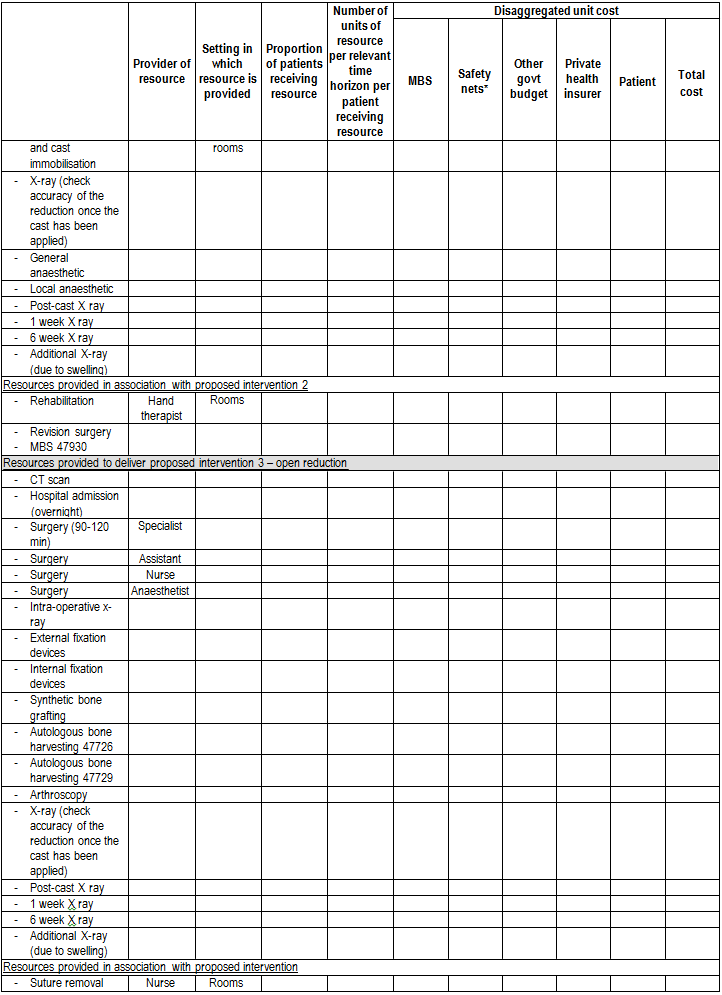 Provider of resource
Setting in which resource is provided
Proportion of patients receiving resource
Number of units of resource per relevant time horizon per patient receiving resource
Disaggregated unit cost
MBS
Safety nets*
Other govt budget
Private health insurer
Patient
Total cost
and cast immobilisation
rooms
- X-ray (check accuracy of the reduction once the cast has been applied)
- General anaesthetic
- Local anaesthetic
- Post-cast X ray
- 1 week X ray
- 6 week X ray
- Additional X-ray (due to swelling)
Resources provided in association with proposed intervention 2
- Rehabilitation
Hand therapist
Rooms
- Revision surgery
- MBS 47930
Resources provided to deliver proposed intervention 3 – open reduction
- CT scan
- Hospital admission (overnight)
- Surgery (90-120 min)
Specialist
- Surgery
Assistant
- Surgery
Nurse
- Surgery
Anaesthetist
- Intra-operative x-ray
- External fixation devices
- Internal fixation devices
- Synthetic bone grafting
- Autologous bone harvesting 47726
- Autologous bone harvesting 47729
- Arthroscopy
- X-ray (check accuracy of the reduction once the cast has been applied)
- Post-cast X ray
- 1 week X ray
- 6 week X ray
- Additional X-ray (due to swelling)
Resources provided in association with proposed intervention
- Suture removal
Nurse
Rooms